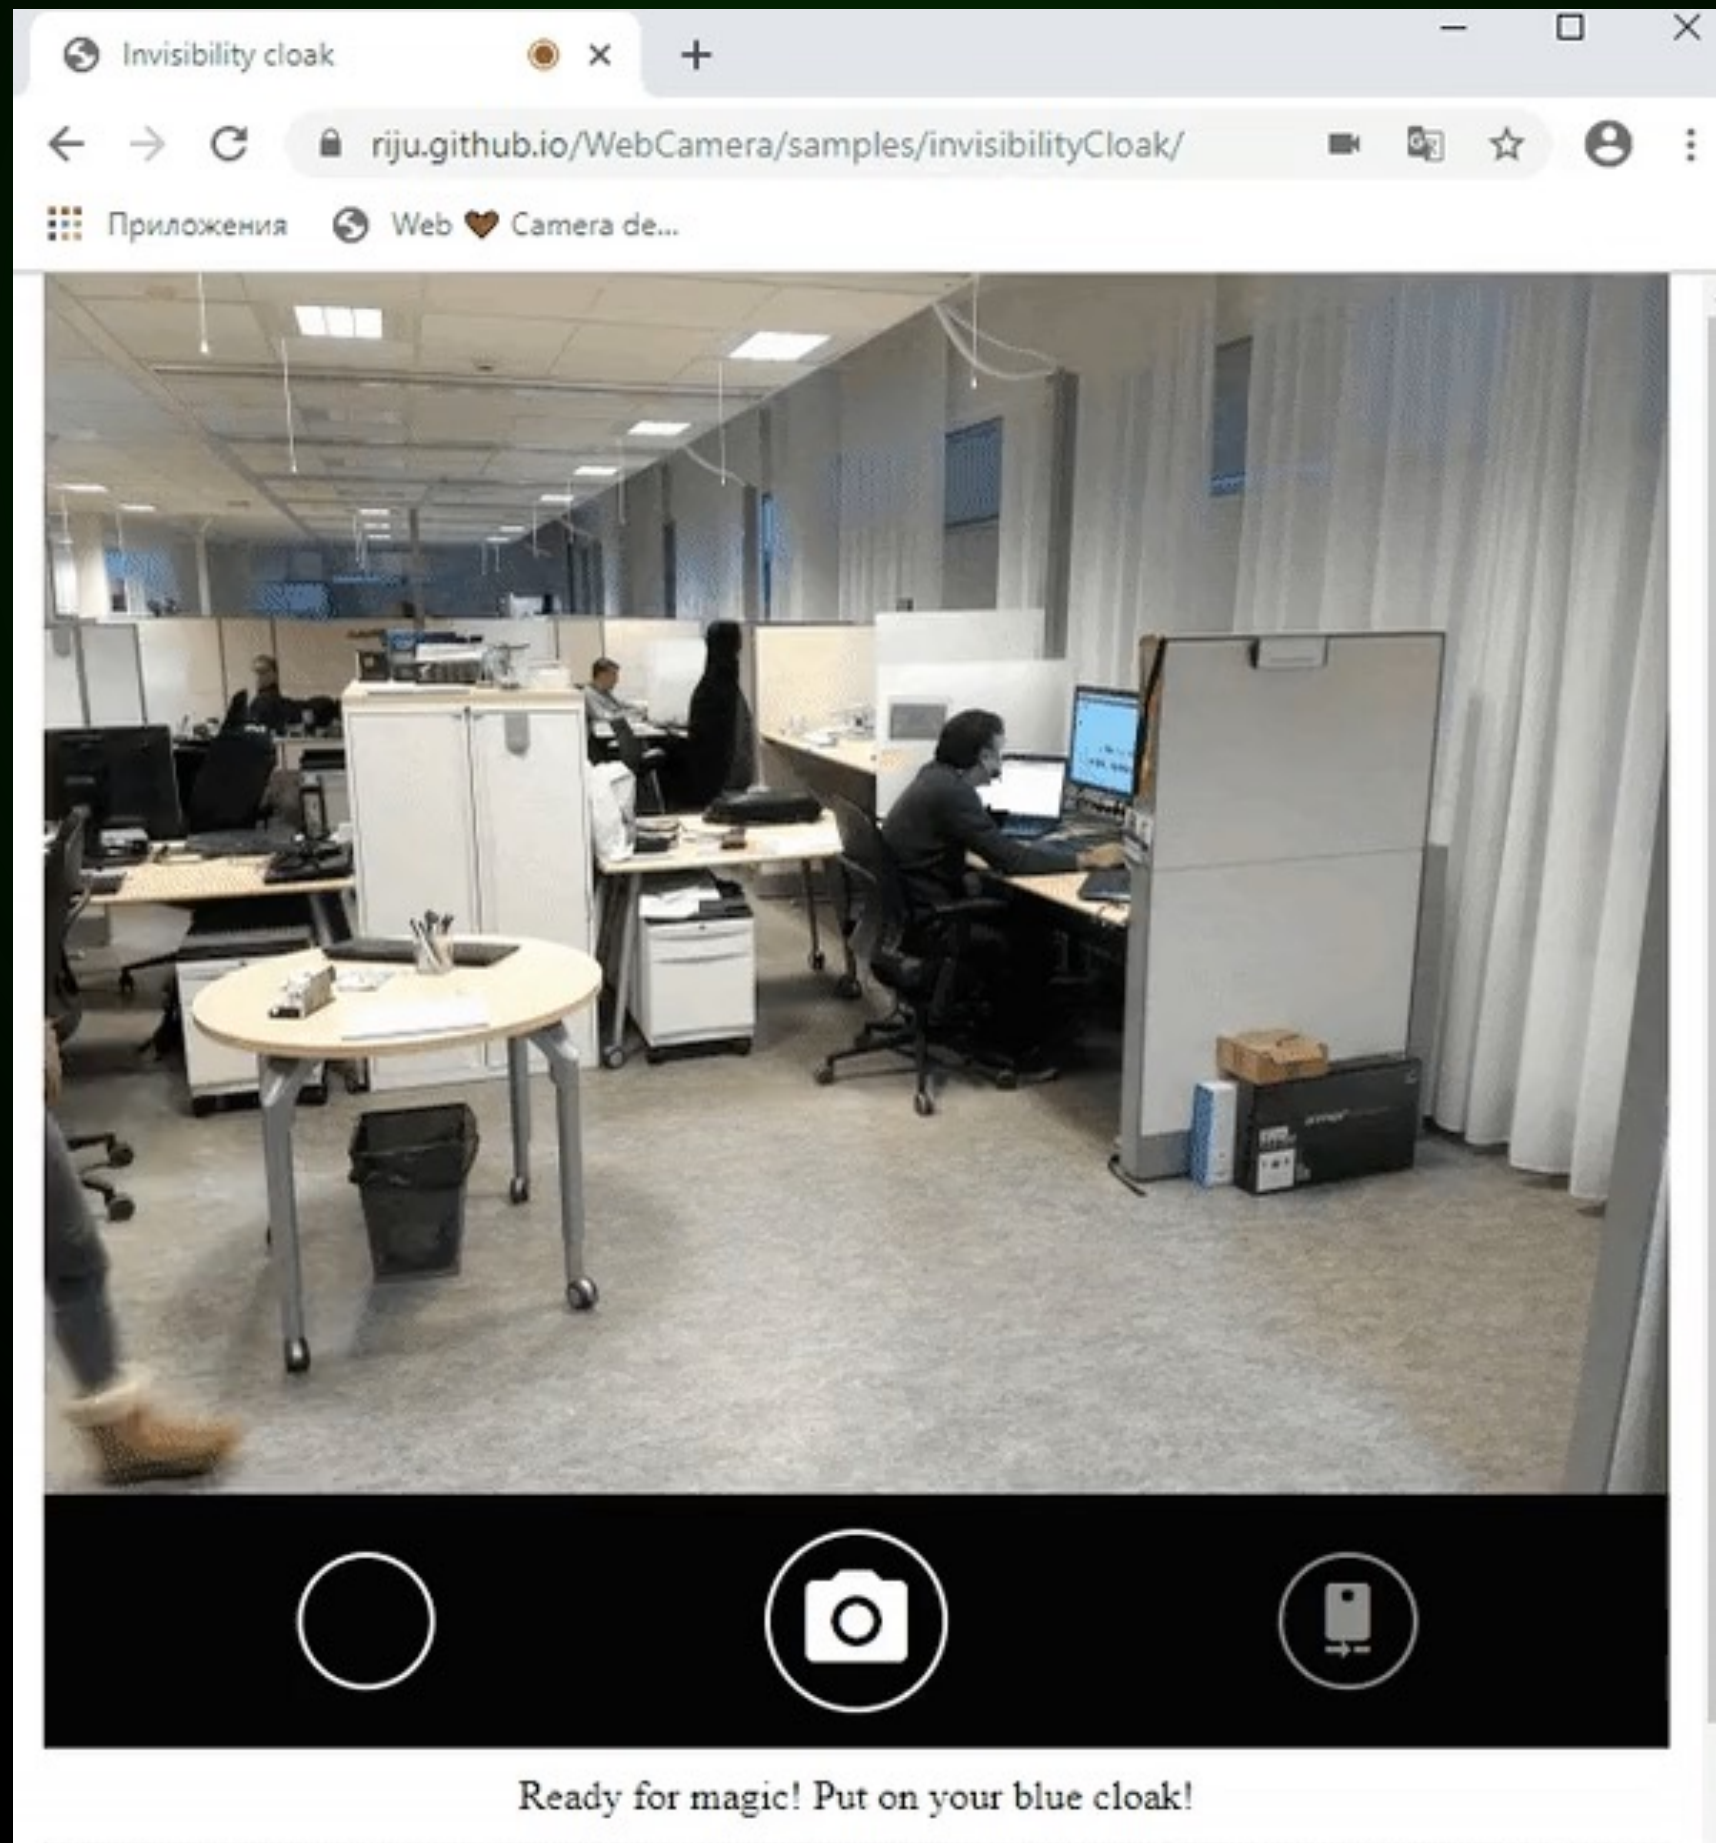 Invisibility cloak
riju.github.io/WebCamera/samples/invisibilityCloak/
Приложения Web 🤎 Camera de...
Ready for magic! Put on your blue cloak!